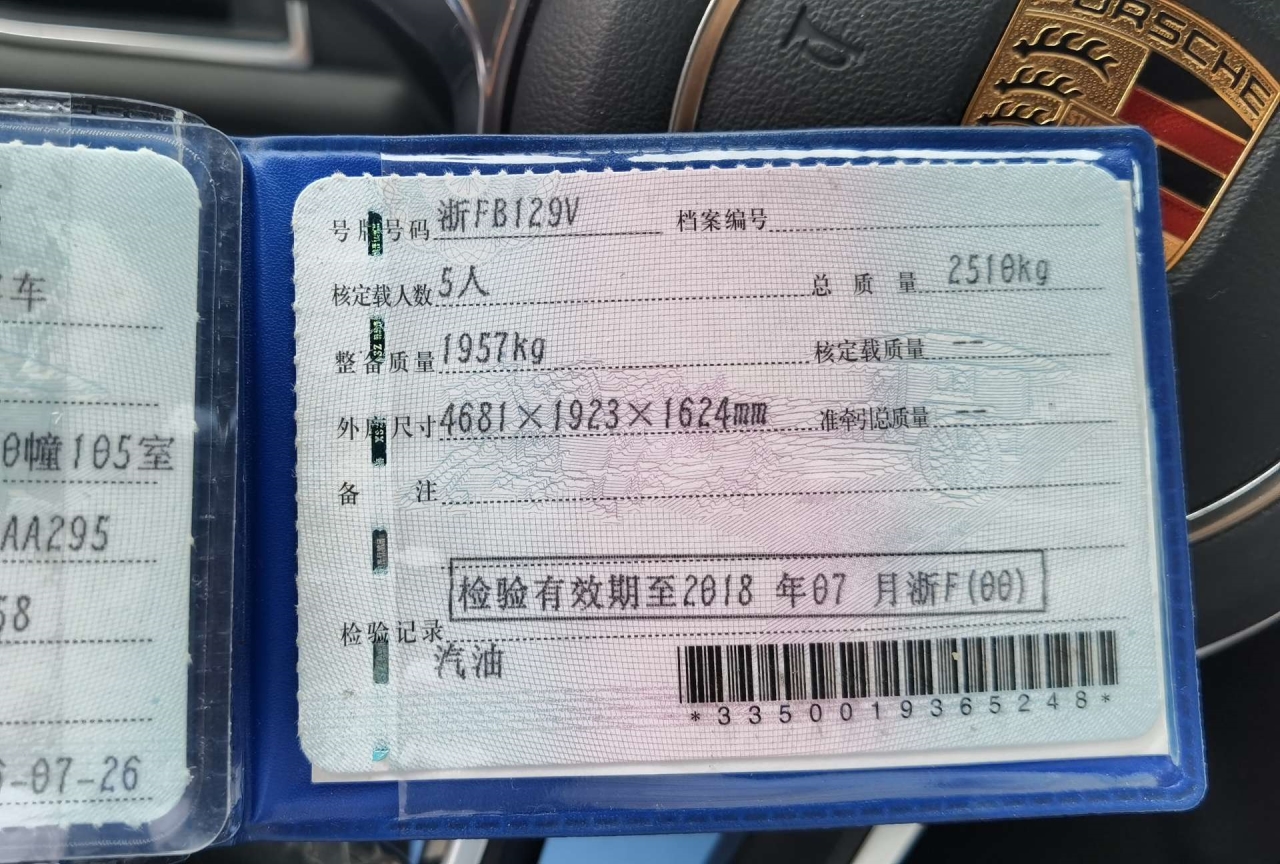 PORSCHE
车
0幢105室
AA295
58
-07-26
号牌号码 浙FB129V 档案编号
核定载人数 5人 总质量 2510kg
整备质量 1957kg 核定载质量 --
外廓尺寸 4681×1923×1624mm 准牵引总质量 --
备注
检验有效期至2018 年07 月浙F(00)
检验记录
汽油
*3350019365248*